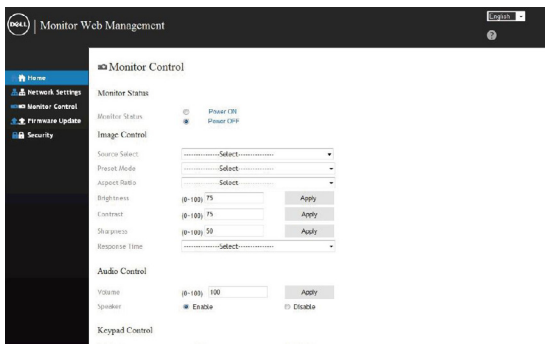 DELL | Monitor Web Management
English
?
Home
Network Settings
Monitor Control
Firmware Update
Security
Monitor Control
Monitor Status
Monitor Status Power ON
Power OFF
Image Control
Source Select ---------------Select---------------
Preset Mode ---------------Select---------------
Aspect Ratio ---------------Select---------------
Brightness (0~100) 75 Apply
Contrast (0~100) 75 Apply
Sharpness (0~100) 50 Apply
Response Time ---------------Select---------------
Audio Control
Volume (0~100) 100 Apply
Speaker Enable Disable
Keypad Control